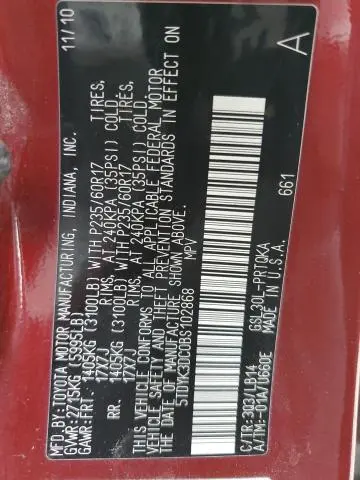 MFD. BY:TOYOTA MOTOR MANUFACTURING, INDIANA, INC. 11/10
GVWR:2715KG (5995LB)
GAWR:FRT. 1405KG (3100LB) WITH P235/60R17 TIRES,
17X7J RIMS, AT 240KPA (35PSI) COLD.
RR. 1405KG (3100LB) WITH P235/60R17 TIRES,
17X7J RIMS, AT 240KPA (35PSI) COLD.
THIS VEHICLE CONFORMS TO ALL APPLICABLE FEDERAL MOTOR
VEHICLE SAFETY AND THEFT PREVENTION STANDARDS IN EFFECT ON
THE DATE OF MANUFACTURE SHOWN ABOVE.
5TDYK3DC0BS102868 MPV
661 A
C/TR:3Q3/LB14 GSL30L-PRTQKA
A/TM:-01A/U660E MADE IN U.S.A.